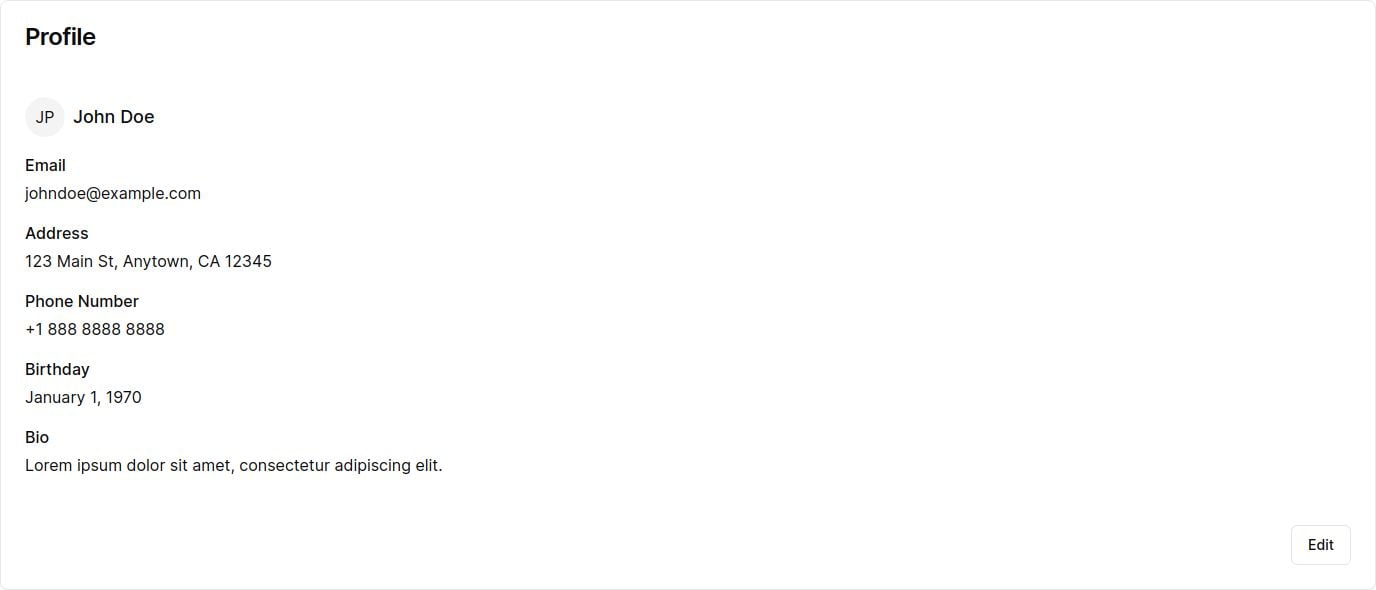 Profile
JP John Doe
Email
johndoe@example.com
Address
123 Main St, Anytown, CA 12345
Phone Number
+1 888 8888 8888
Birthday
January 1, 1970
Bio
Lorem ipsum dolor sit amet, consectetur adipiscing elit.
Edit